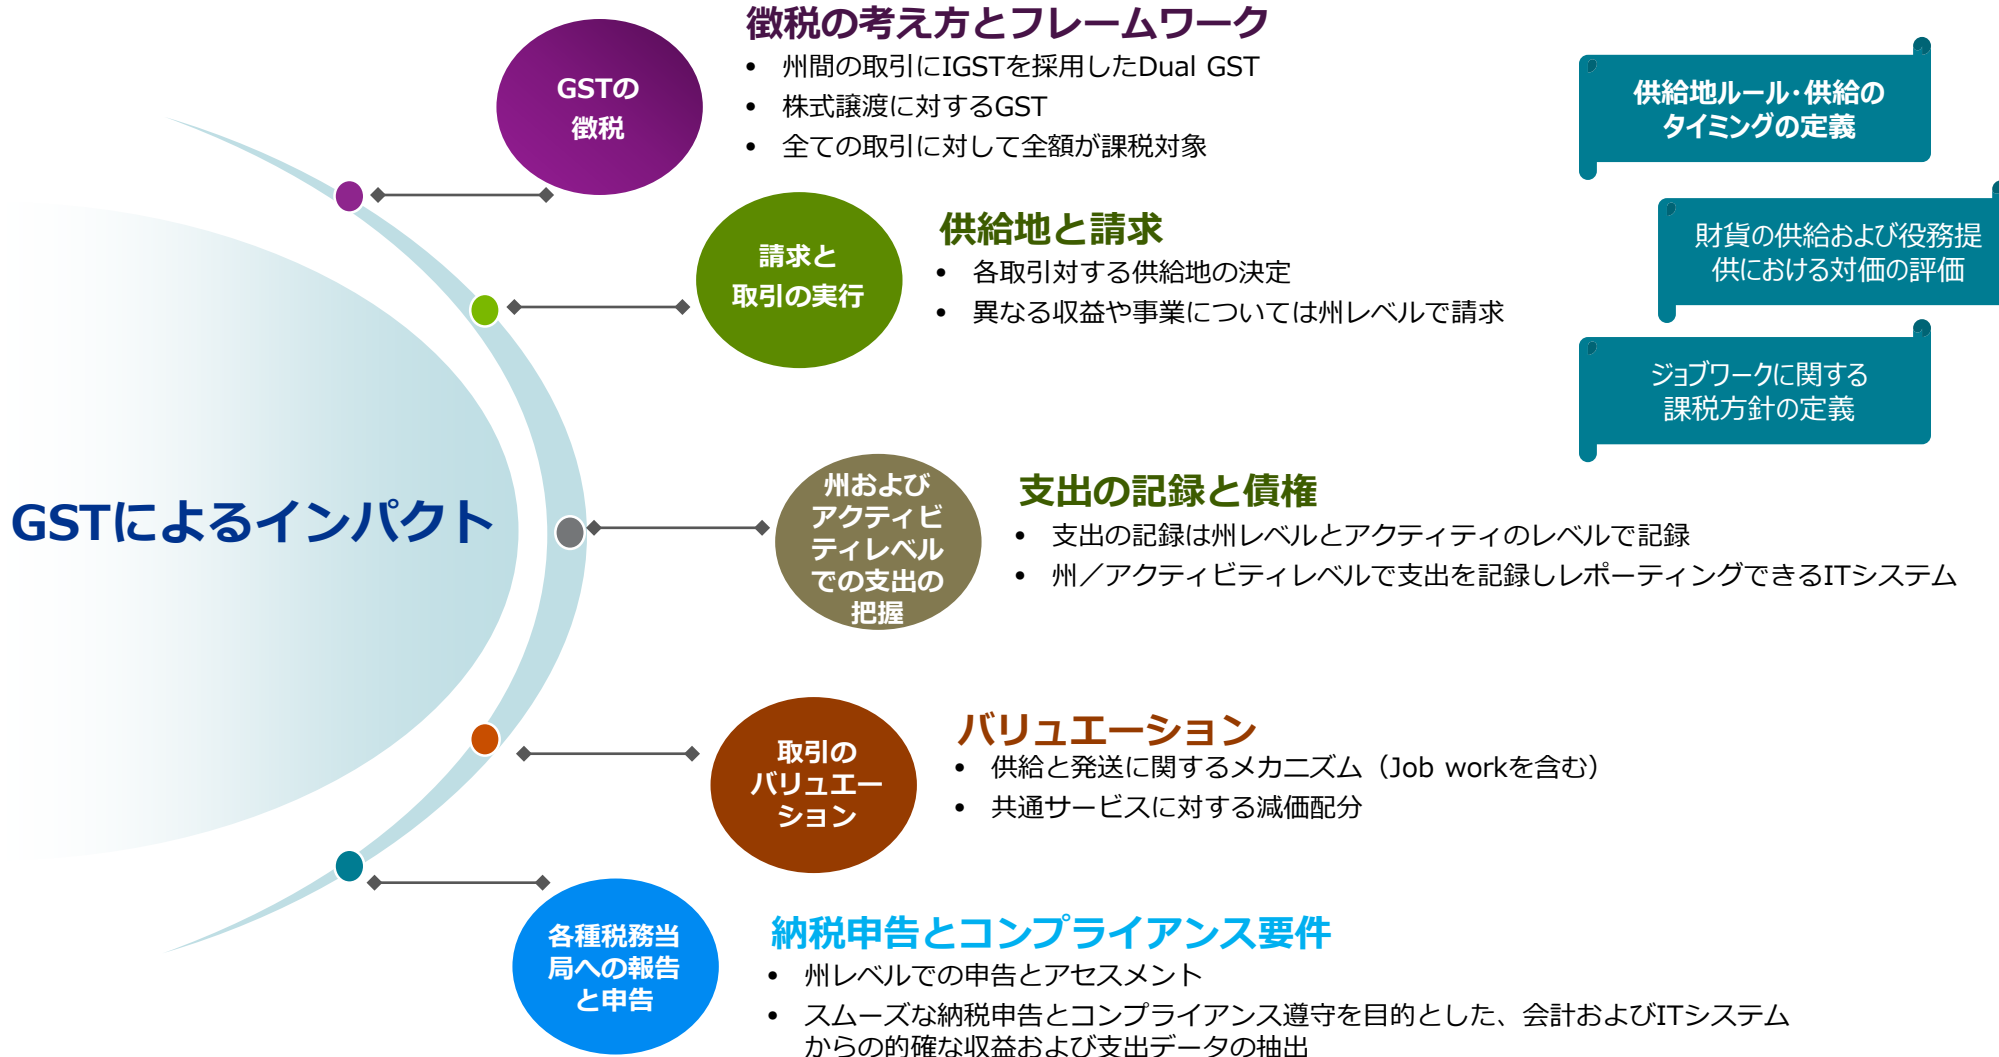 徴税の考え方とフレームワーク
GSTの
徴税
• 州間の取引にIGSTを採用したDual GST
• 株式譲渡に対するGST
• 全ての取引に対して全額が課税対象
供給地ルール・供給の
タイミングの定義
財貨の供給および役務提
供における対価の評価
ジョブワークに関する
課税方針の定義
請求と
取引の実行
供給地と請求
• 各取引対する供給地の決定
• 異なる収益や事業については州レベルで請求
GSTによるインパクト
州および
アクティビ
ティレベル
での支出の
把握
支出の記録と債権
• 支出の記録は州レベルとアクティティのレベルで記録
• 州／アクティビティレベルで支出を記録しレポーティングできるITシステム
取引の
バリュエー
ション
バリュエーション
• 供給と発送に関するメカニズム（Job workを含む）
• 共通サービスに対する減価配分
各種税務当
局への報告
と申告
納税申告とコンプライアンス要件
• 州レベルでの申告とアセスメント
• スムーズな納税申告とコンプライアンス遵守を目的とした、会計およびITシステム
からの的確な収益および支出データの抽出